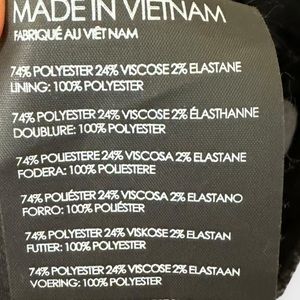 MADE IN VIETNAM
FABRIQUÉ AU VIÊT NAM
74% POLYESTER 24% VISCOSE 2% ELASTANE
LINING: 100% POLYESTER
74% POLYESTER 24% VISCOSE 2% ÉLASTHANNE
DOUBLURE: 100% POLYESTER
74% POLIESTERE 24% VISCOSA 2% ELASTANE
FODERA: 100% POLIESTERE
74% POLIÉSTER 24% VISCOSA 2% ELASTANO
FORRO: 100% POLIÉSTER
74% POLYESTER 24% VISKOSE 2% ELASTAN
FUTTER: 100% POLYESTER
74% POLYESTER 24% VISCOSE 2% ELASTAAN
VOERING: 100% POLYESTER